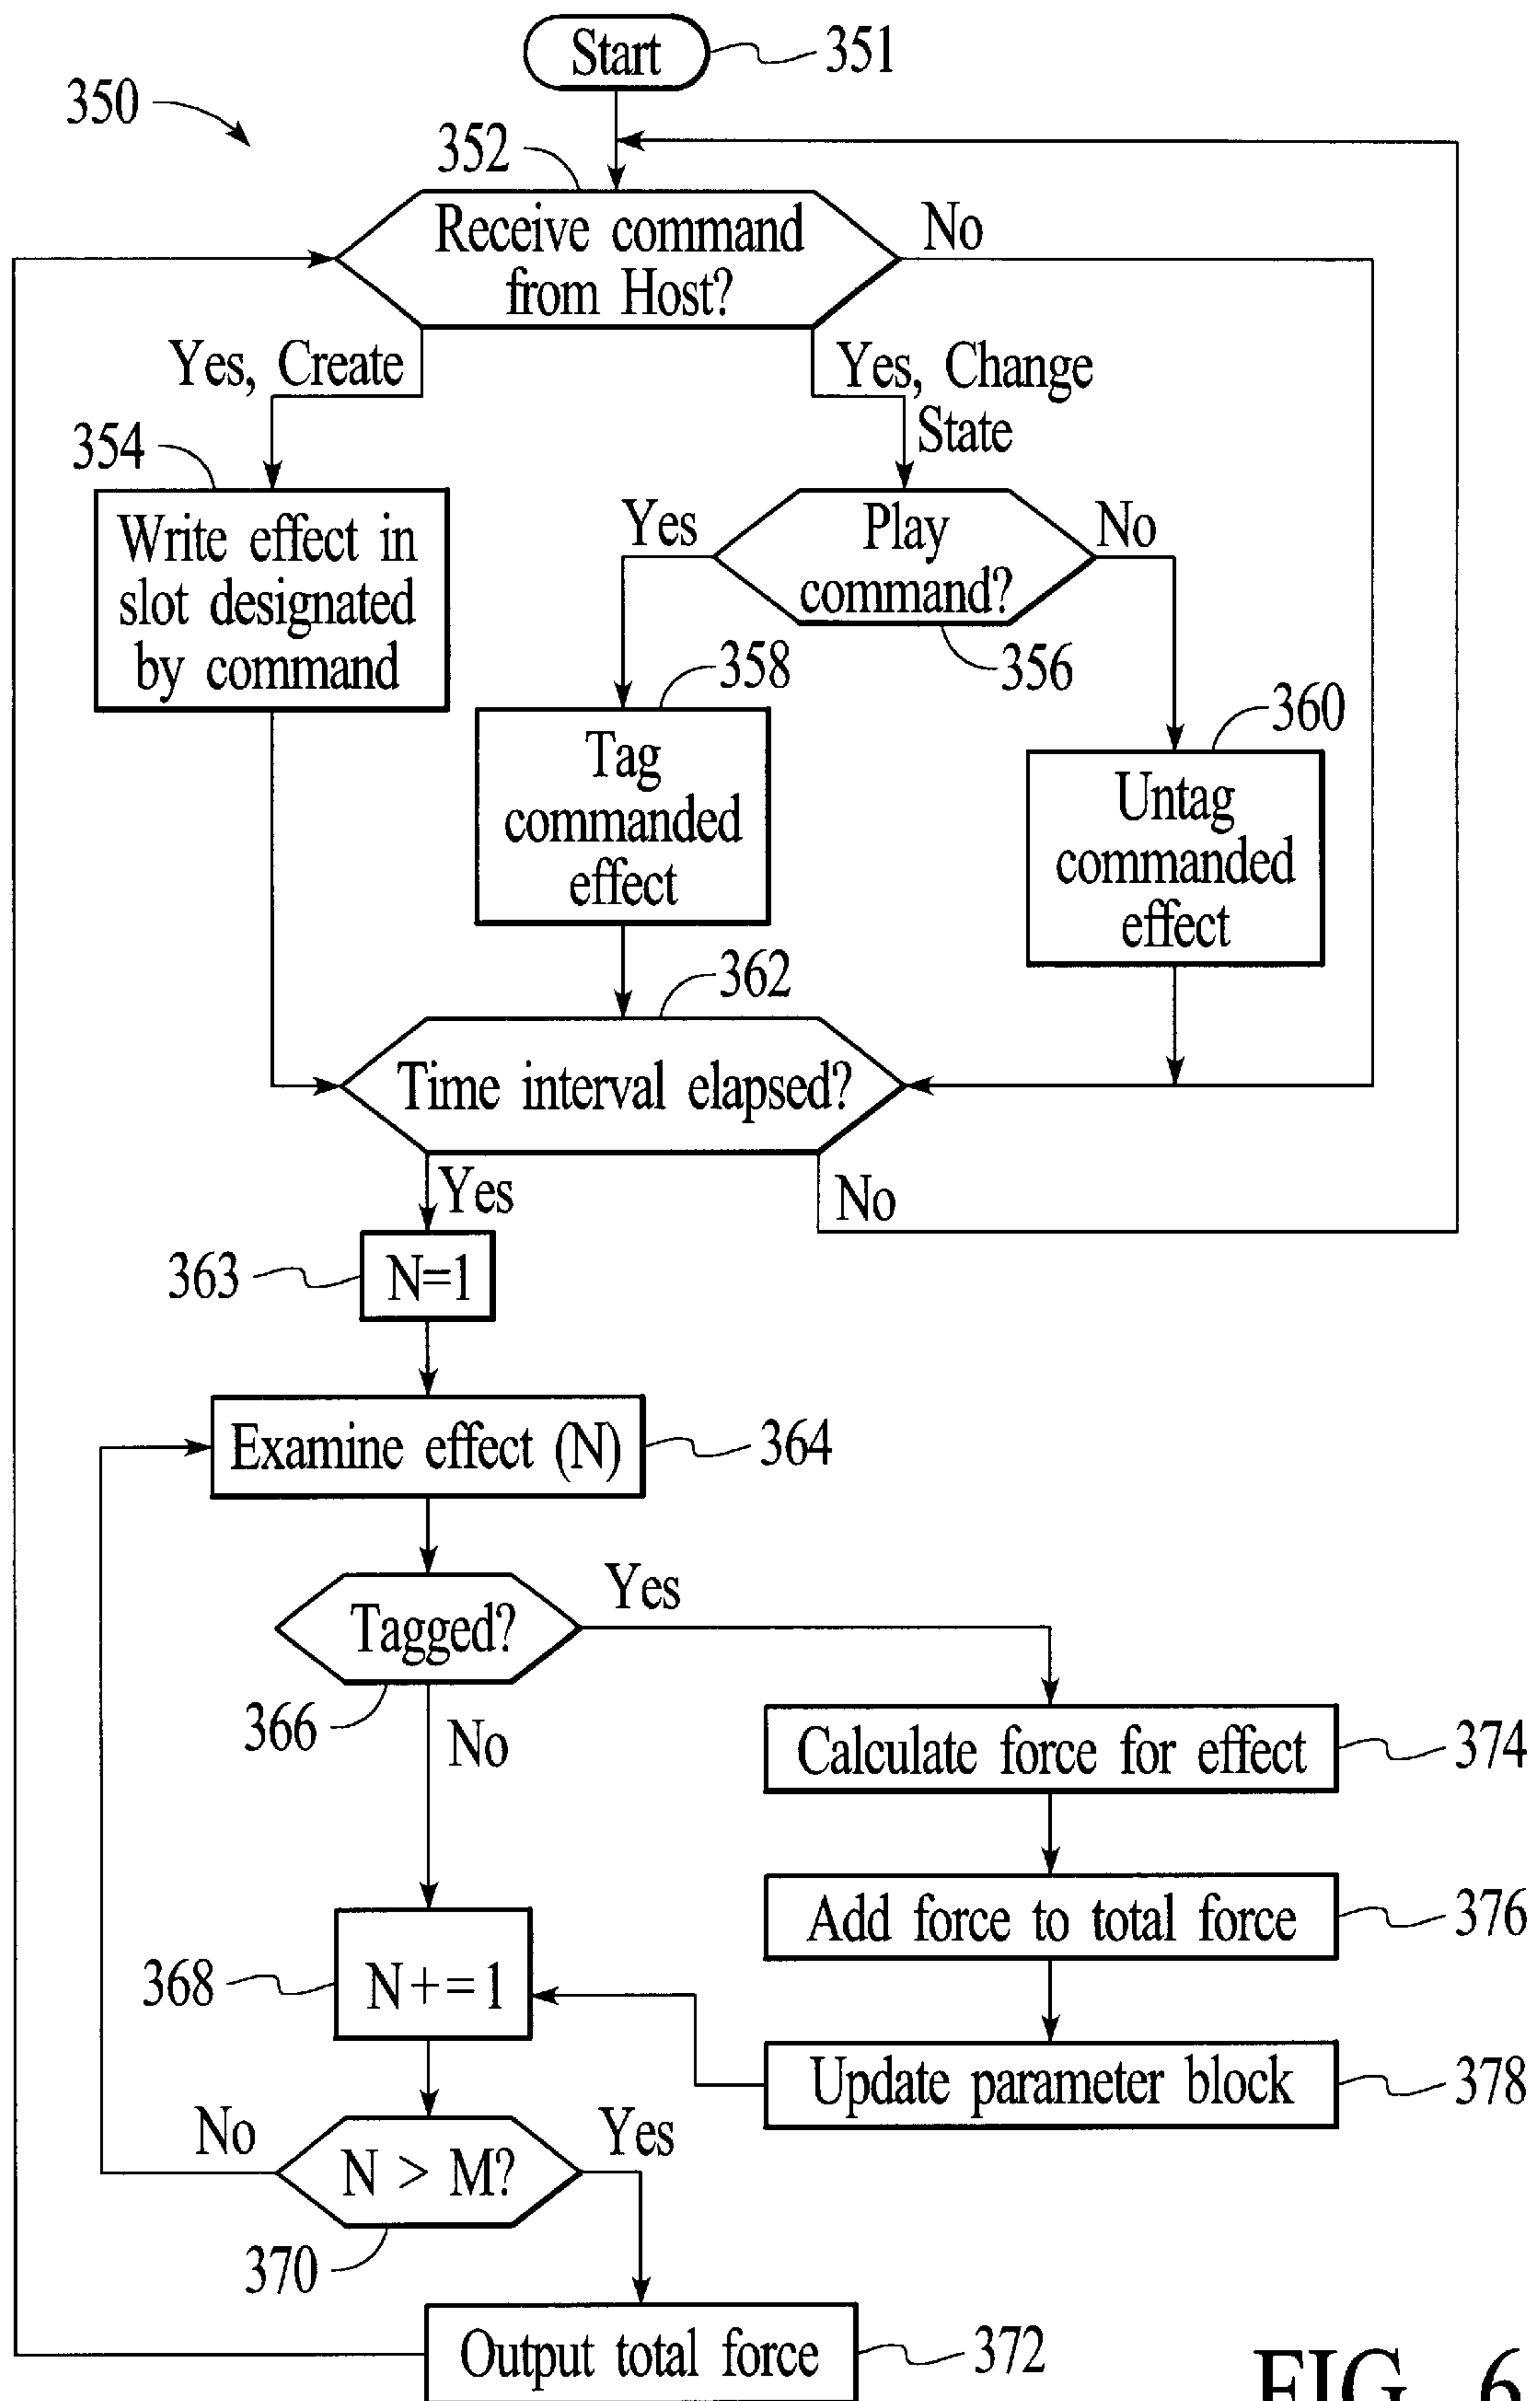 Start
351
350
352
Receive command
from Host?
No
Yes, Create
Yes, Change
State
354
Write effect in
slot designated
by command
Yes
Play
command?
No
356
358
Tag
commanded
effect
360
Untag
commanded
effect
362
Time interval elapsed?
Yes
No
363
N=1
Examine effect (N)
364
Tagged?
Yes
366
No
Calculate force for effect
374
Add force to total force
376
368
N+=1
Update parameter block
378
No
N > M?
Yes
370
Output total force
372
FIG. 6